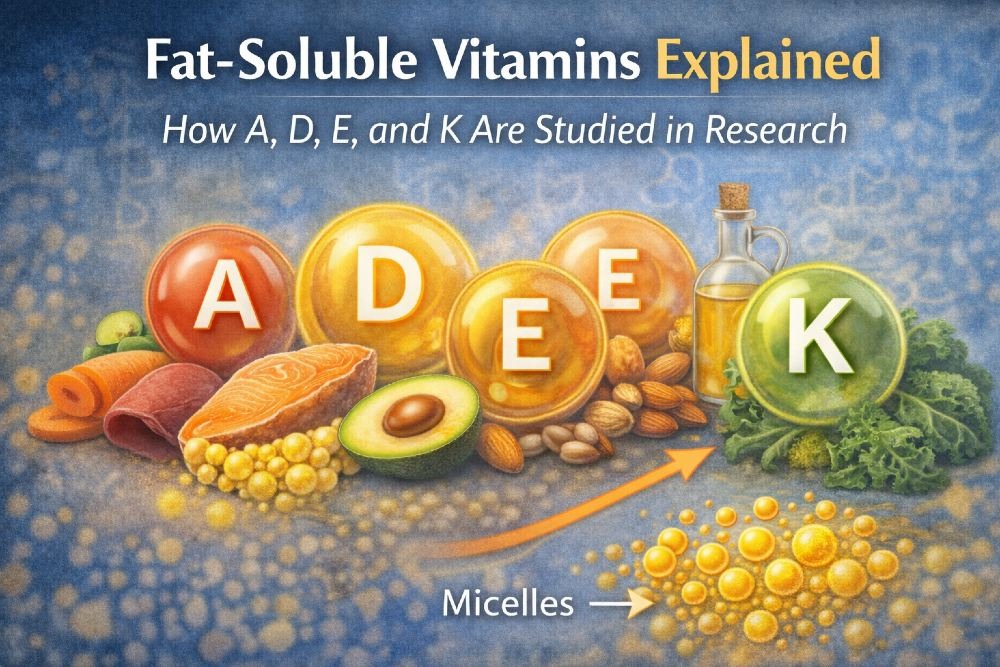 Fat-Soluble Vitamins Explained
How A, D, E, and K Are Studied in Research
A
D
E
E
K
Micelles